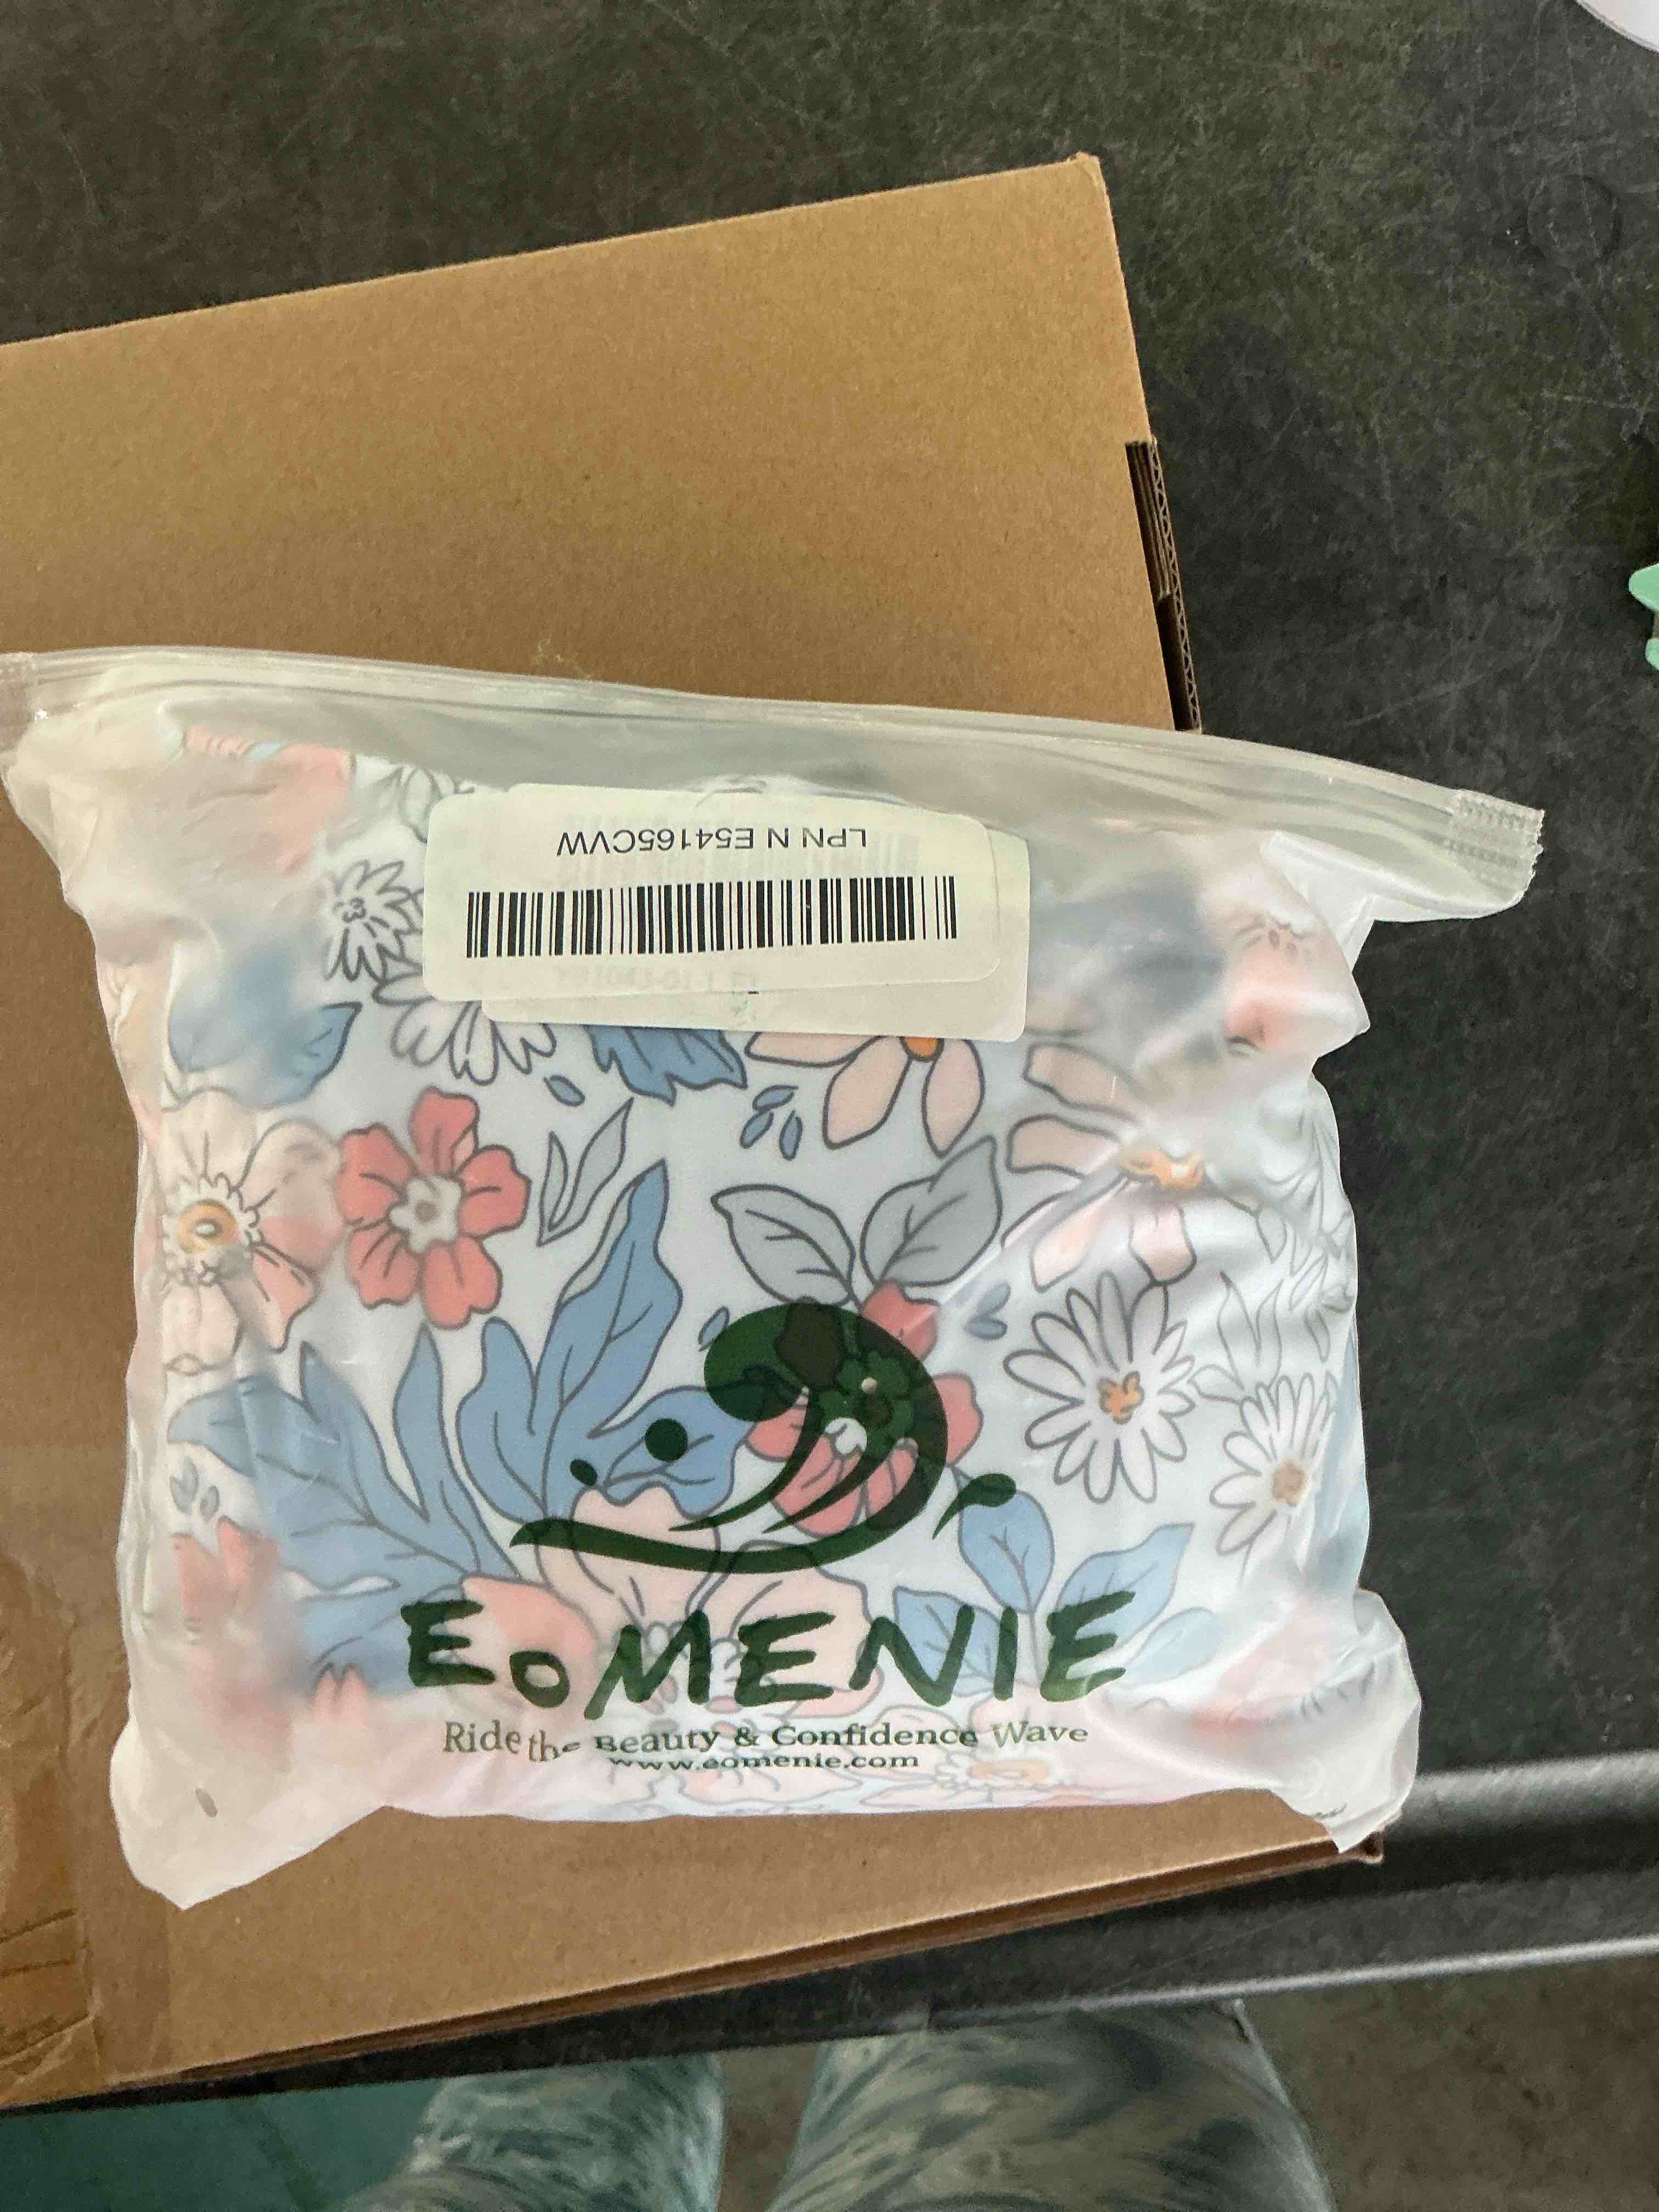 LPN N E54165CVW
EOMENIE
Ride the Beauty & Confidence Wave
www.eomenie.com